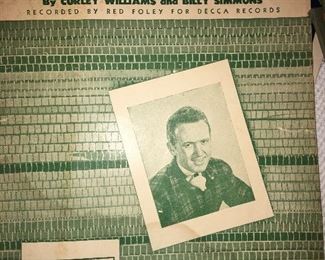 By CURLEY WILLIAMS and BILLY SIMMONS
RECORDED BY RED FOLEY FOR DECCA RECORDS